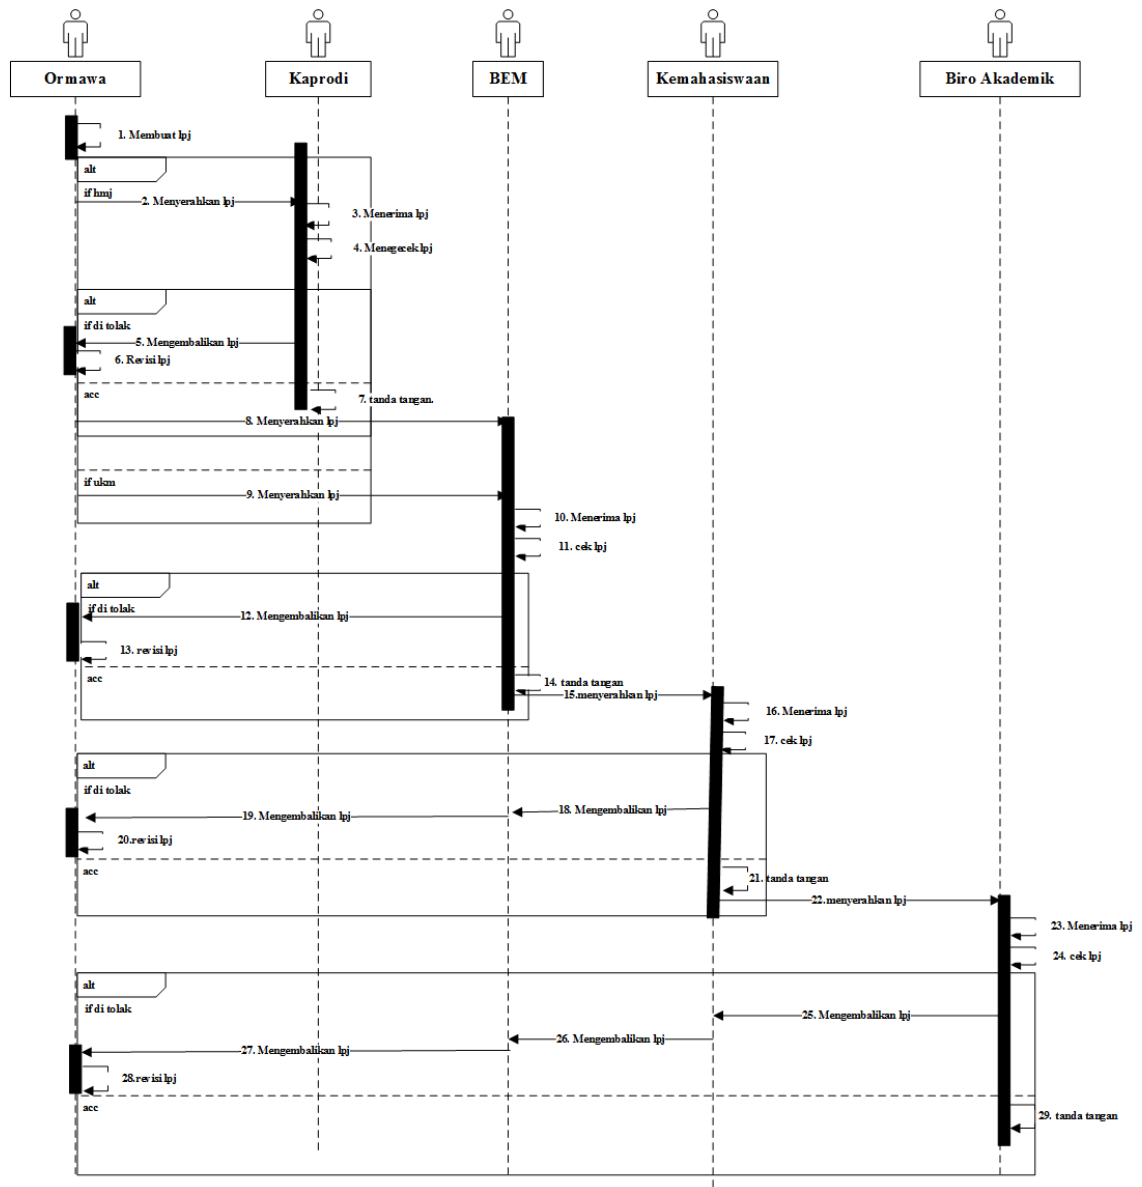 Ormawa
Kaprodi
BEM
Kemahasiswaan
Biro Akademik
1. Membuat lpj
alt
if hmj
2. Menyerahkan lpj
3. Menerima lpj
4. Menegecek lpj
alt
if di tolak
5. Mengembalikan lpj
6. Revisi lpj
acc
7. tanda tangan.
8. Menyerahkan lpj
if ukm
9. Menyerahkan lpj
10. Menerima lpj
11. cek lpj
alt
if di tolak
12. Mengembalikan lpj
13. revisi lpj
acc
14. tanda tangan
15.menyerahkan lpj
16. Menerima lpj
17. cek lpj
alt
if di tolak
18. Mengembalikan lpj
19. Mengembalikan lpj
20.revisi lpj
acc
21. tanda tangan
22.menyerahkan lpj
23. Menerima lpj
24. cek lpj
alt
if di tolak
25. Mengembalikan lpj
26. Mengembalikan lpj
27. Mengembalikan lpj
28.revisi lpj
acc
29. tanda tangan